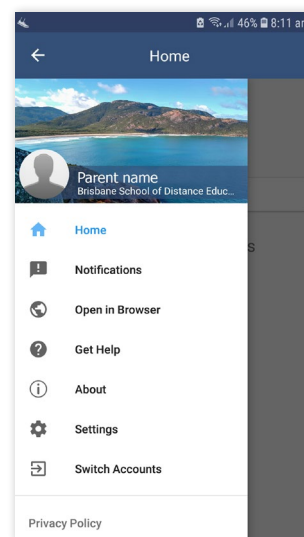 46% 8:11 am
Home
Parent name
Brisbane School of Distance Educ...
Home
s
Notifications
Open in Browser
Get Help
About
Settings
Switch Accounts
Privacy Policy